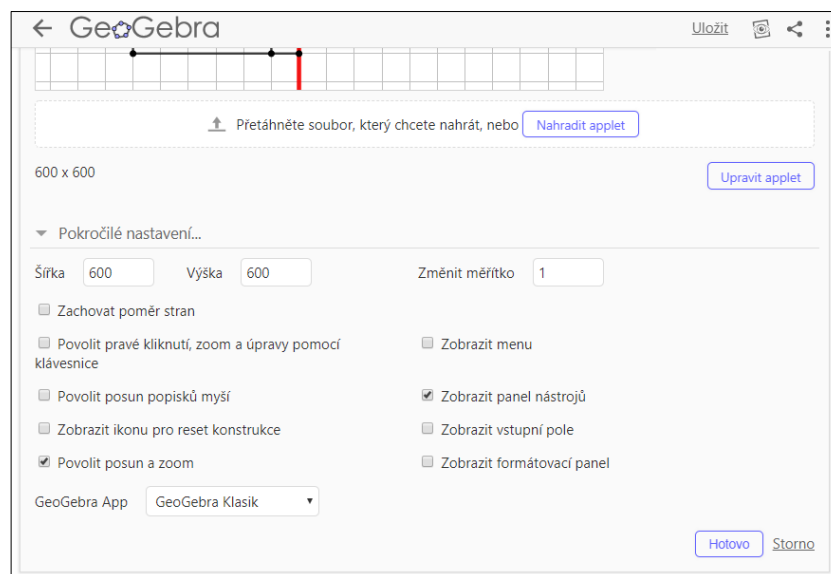 GeoGebra
Uložit
Přetáhněte soubor, který chcete nahrát, nebo Nahradit applet
600 x 600
Upravit applet
Pokročilé nastavení...
Šířka 600 Výška 600 Změnit měřítko 1
Zachovat poměr stran
Povolit pravé kliknutí, zoom a úpravy pomocí
klávesnice
Zobrazit menu
Povolit posun popisků myší
Zobrazit panel nástrojů
Zobrazit ikonu pro reset konstrukce
Zobrazit vstupní pole
Povolit posun a zoom
Zobrazit formátovací panel
GeoGebra App GeoGebra Klasik
Hotovo Storno